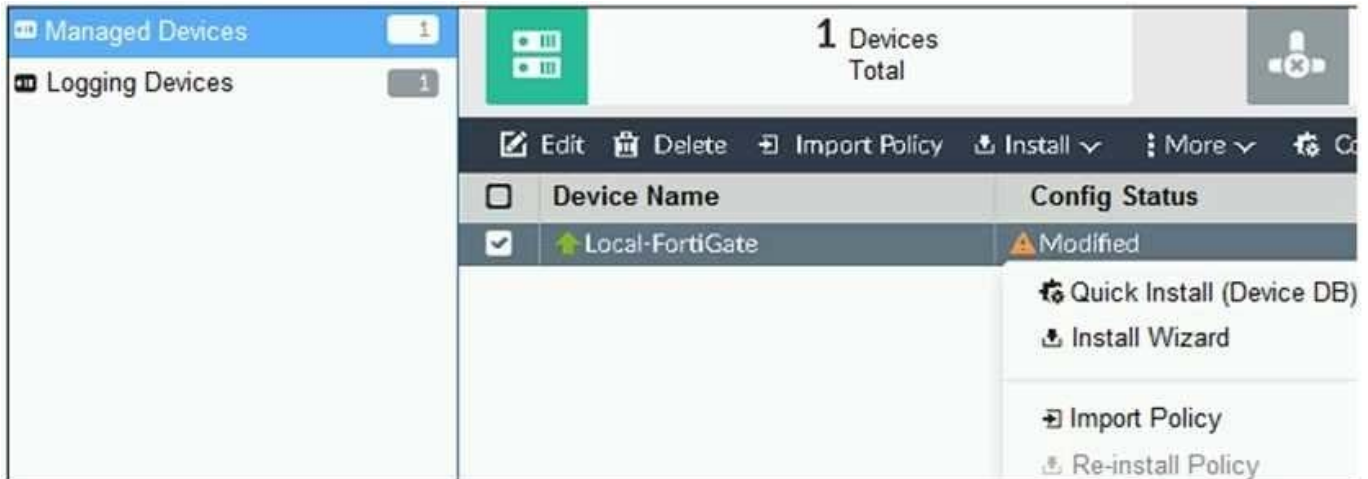 Managed Devices 1
Logging Devices 1
1 Devices
Total
Edit Delete Import Policy Install More
Device Name Config Status
Local-FortiGate Modified
Quick Install (Device DB)
Install Wizard
Import Policy
Re-install Policy